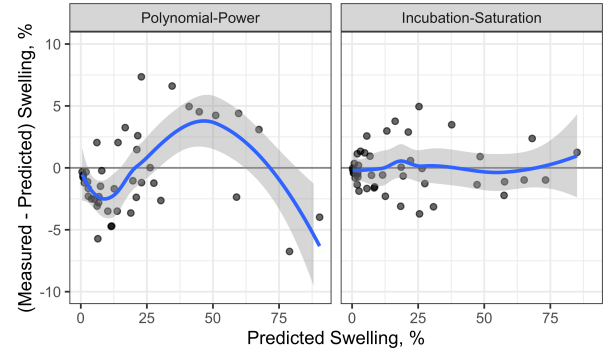 Polynomial-Power Incubation-Saturation
(Measured - Predicted) Swelling, %
10
5
0
-5
-10
0 25 50 75 0 25 50 75
Predicted Swelling, %